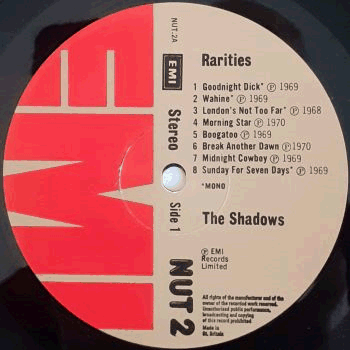 NUT.2A
EMI
Stereo
Side 1
NUT 2
EMI
Rarities
1 Goodnight Dick* ℗ 1969
2 Wahine* ℗ 1969
3 London's Not Too Far* ℗ 1968
4 Morning Star ℗ 1970
5 Boogatoo ℗ 1969
6 Break Another Dawn ℗1970
7 Midnight Cowboy ℗ 1969
8 Sunday For Seven Days* ℗ 1969
*MONO
The Shadows
℗ EMI
Records
Limited
All rights of the manufacturer and of the
owner of the recorded work reserved.
Unauthorised public performance,
broadcasting and copying
of this record prohibited.
Made in
Gt. Britain